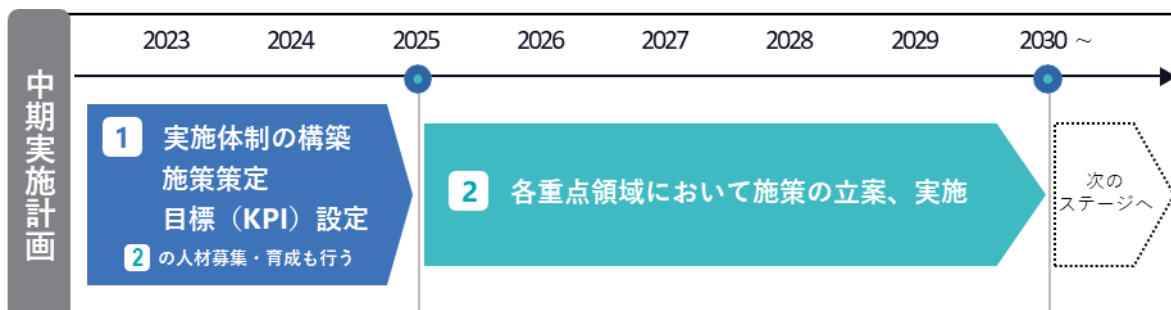 中期実施計画
2023 2024 2025 2026 2027 2028 2029 2030 ~
1 実施体制の構築
施策策定
目標（KPI）設定
2 の人材募集・育成も行う
2 各重点領域において施策の立案、実施
次の
ステージへ